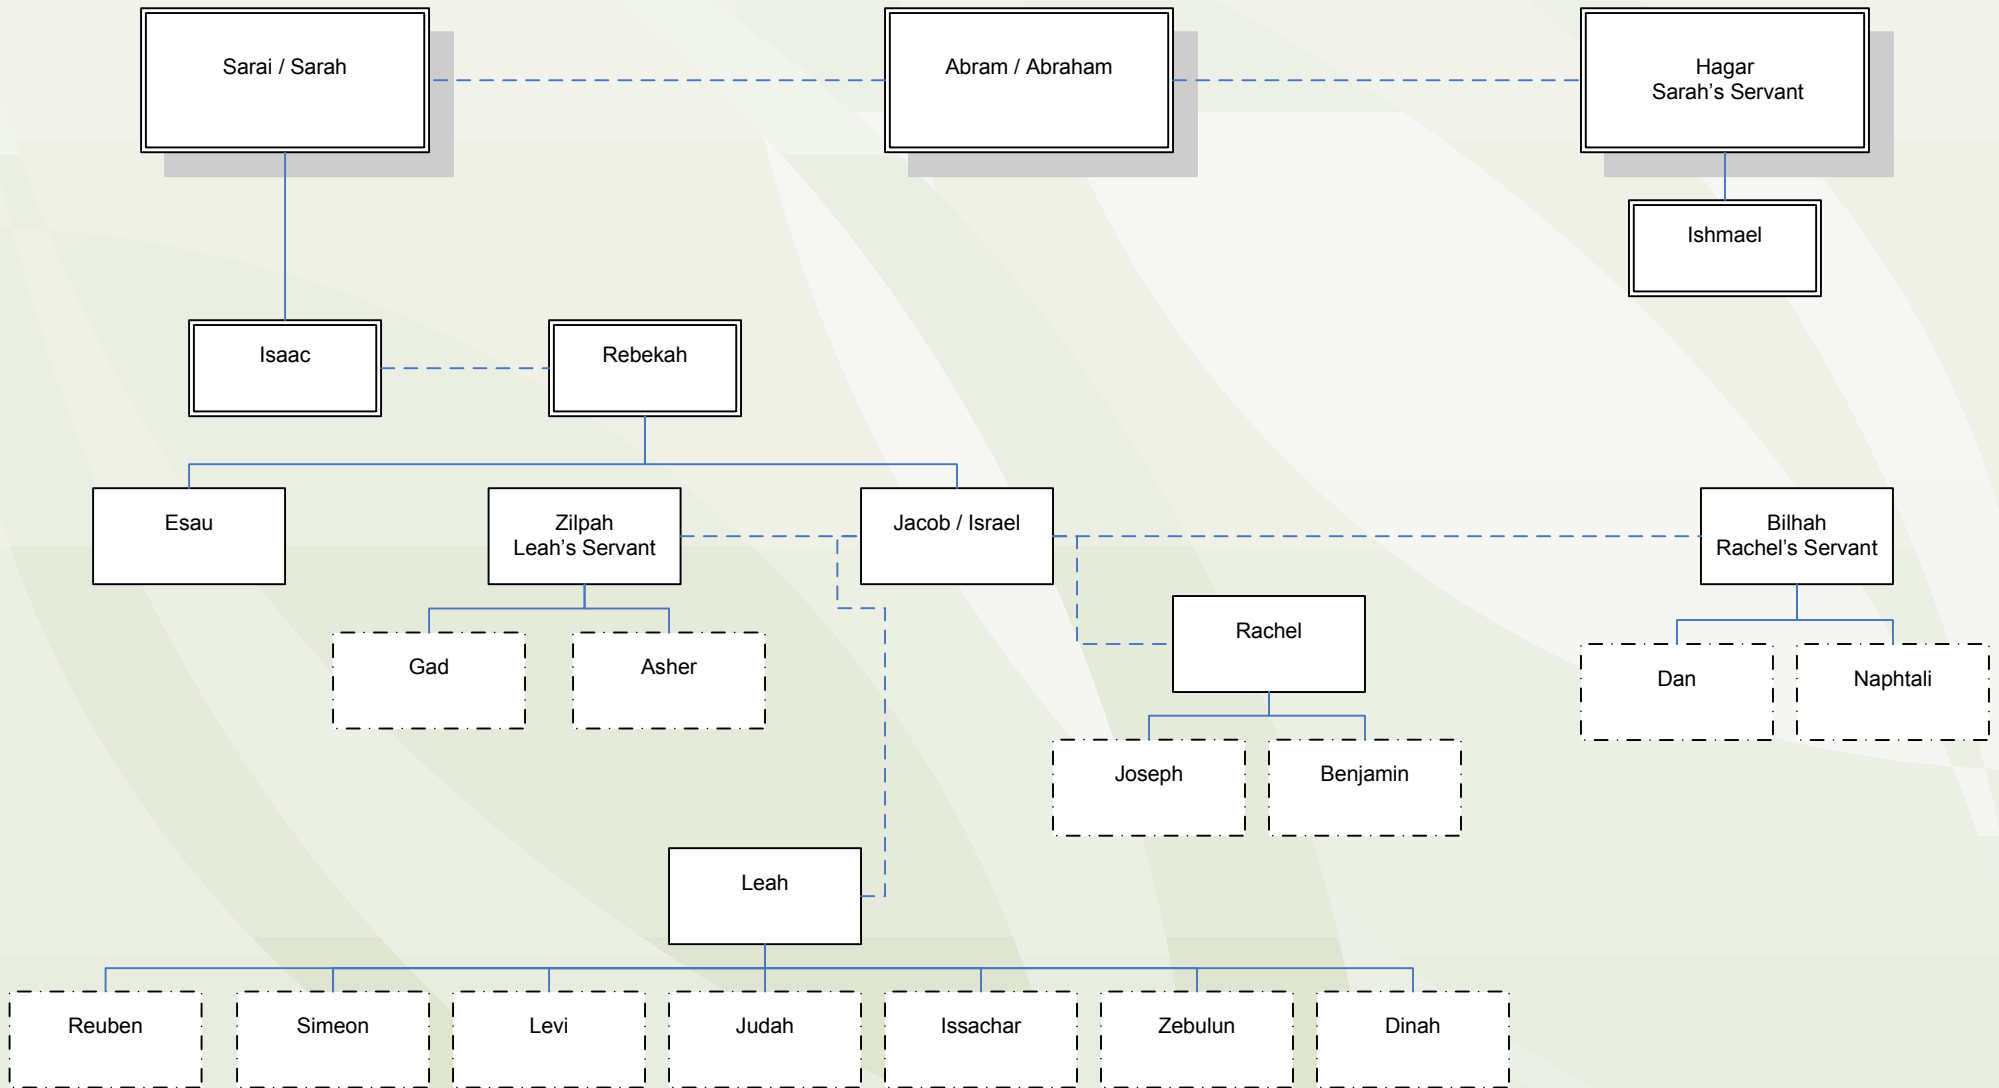 Sarai / Sarah
Abram / Abraham
Hagar
Sarah’s Servant
Ishmael
Isaac
Rebekah
Esau
Zilpah
Leah’s Servant
Jacob / Israel
Bilhah
Rachel’s Servant
Rachel
Gad
Asher
Dan
Naphtali
Joseph
Benjamin
Leah
Reuben
Simeon
Levi
Judah
Issachar
Zebulun
Dinah